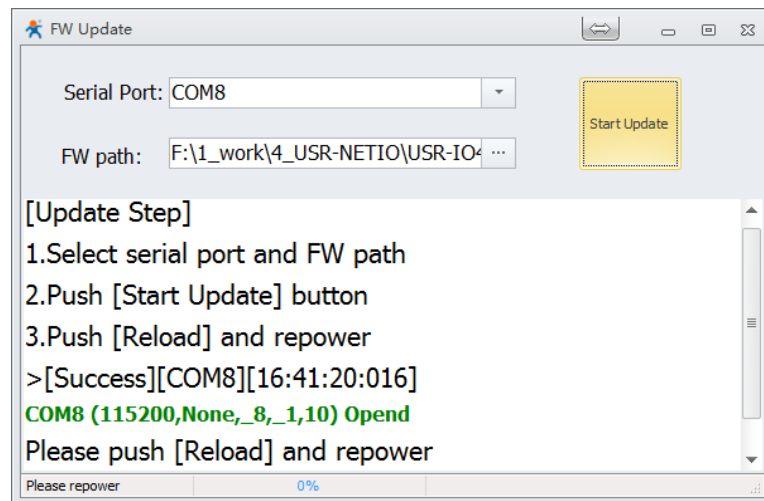 FW Update
Serial Port: COM8
Start Update
FW path: F:\1_work\4_USR-NETIO\USR-IO4 ...
[Update Step]
1.Select serial port and FW path
2.Push [Start Update] button
3.Push [Reload] and repower
>[Success][COM8][16:41:20:016]
COM8 (115200,None,_8,_1,10) Opend
Please push [Reload] and repower
Please repower 0%